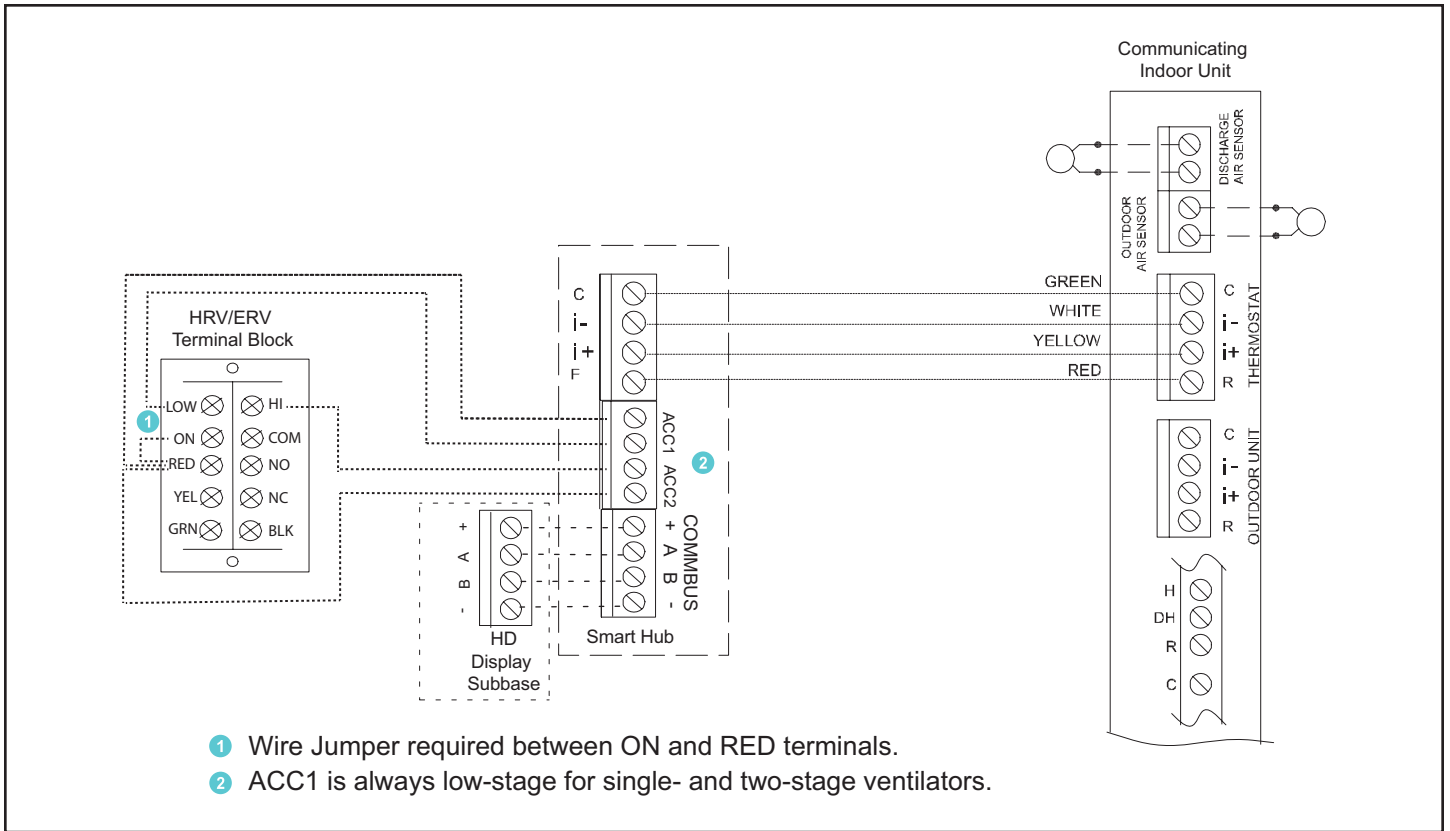 Communicating
Indoor Unit
DISCHARGE
AIR SENSOR
OUTDOOR
AIR SENSOR
GREEN
WHITE
YELLOW
RED
C
i-
i+
R
THERMOSTAT
C
i-
i+
R
OUTDOOR UNIT
H
DH
R
C
C
i-
i+
F
ACC1
ACC2
2
+
A
B
-
COMMBUS
Smart Hub
+
A
B
-
HD
Display
Subbase
HRV/ERV
Terminal Block
1
LOW
HI
ON
COM
RED
NO
YEL
NC
GRN
BLK
1 Wire Jumper required between ON and RED terminals.
2 ACC1 is always low-stage for single- and two-stage ventilators.